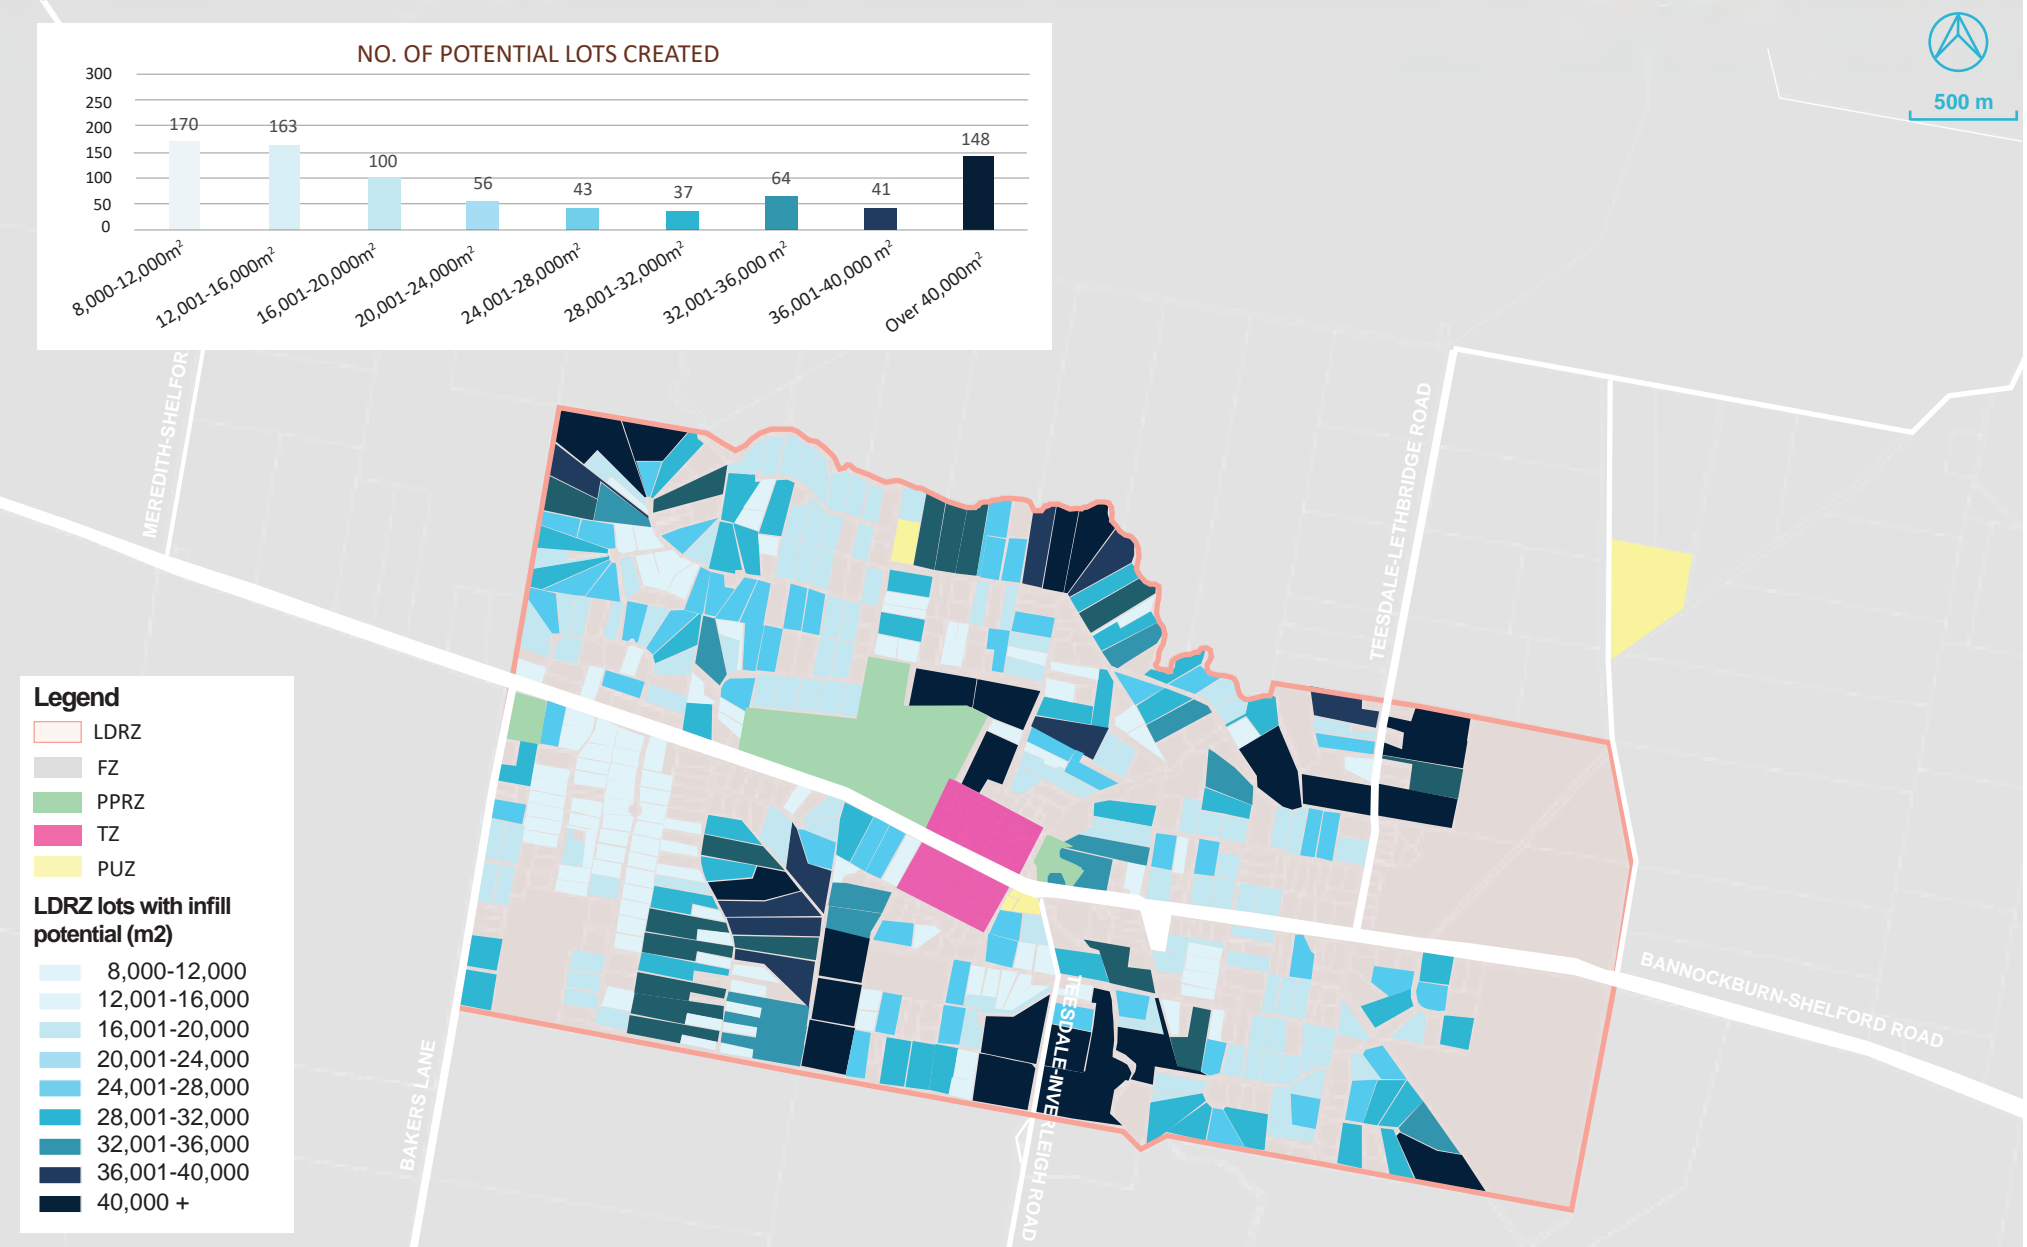 NO. OF POTENTIAL LOTS CREATED
300
250
200
150
100
50
0
170
163
100
56
43
37
64
41
148
8,000-12,000m²
12,001-16,000m²
16,001-20,000m²
20,001-24,000m²
24,001-28,000m²
28,001-32,000m²
32,001-36,000 m²
36,001-40,000 m²
Over 40,000m²
500 m
MEREDITH-SHELFOR
TEESDALE-LETHBRIDGE ROAD
BANNOCKBURN-SHELFORD ROAD
BAKERS LANE
TEESDALE-INVERLEIGH ROAD
Legend
LDRZ
FZ
PPRZ
TZ
PUZ
LDRZ lots with infill
potential (m2)
8,000-12,000
12,001-16,000
16,001-20,000
20,001-24,000
24,001-28,000
28,001-32,000
32,001-36,000
36,001-40,000
40,000 +